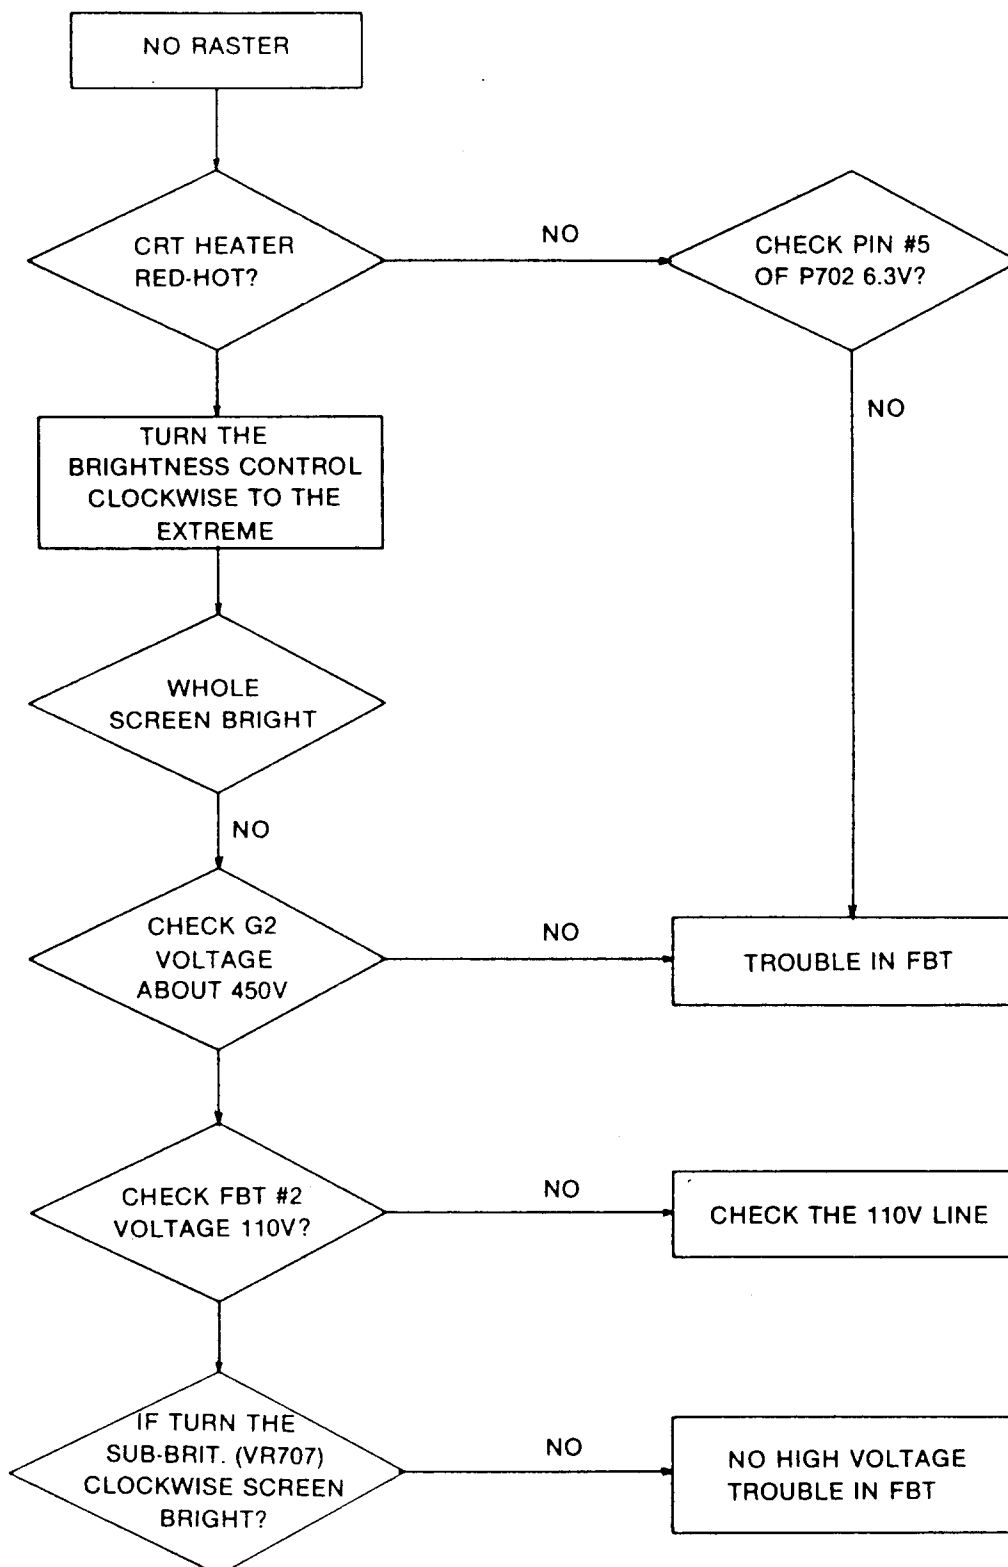 NO RASTER
CRT HEATER
RED-HOT?
NO
CHECK PIN #5
OF P702 6.3V?
NO
TURN THE
BRIGHTNESS CONTROL
CLOCKWISE TO THE
EXTREME
WHOLE
SCREEN BRIGHT
NO
CHECK G2
VOLTAGE
ABOUT 450V
NO
TROUBLE IN FBT
CHECK FBT #2
VOLTAGE 110V?
NO
CHECK THE 110V LINE
IF TURN THE
SUB-BRIT. (VR707)
CLOCKWISE SCREEN
BRIGHT?
NO
NO HIGH VOLTAGE
TROUBLE IN FBT